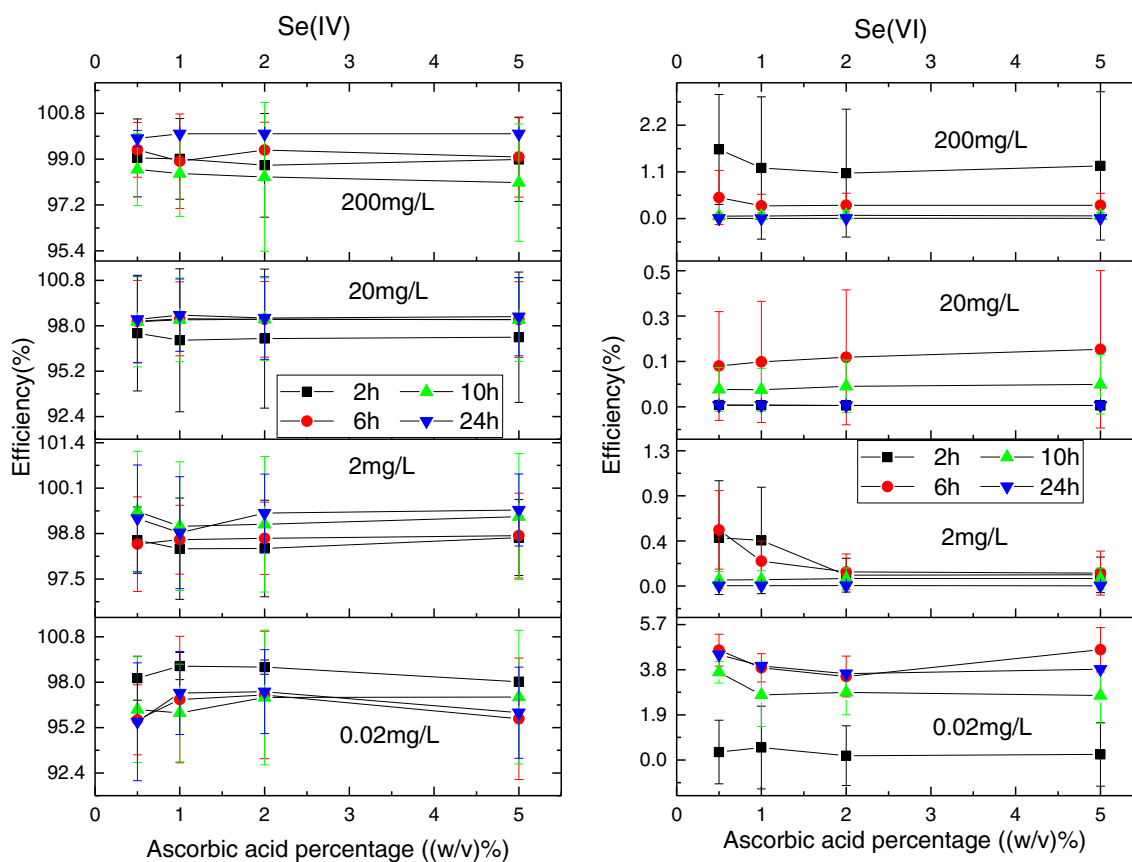 Se(IV)
0 1 2 3 4 5
100.8
99.0
97.2
95.4
200mg/L
100.8
98.0
95.2
92.4
20mg/L
2h 10h
6h 24h
101.4
100.1
98.8
97.5
2mg/L
100.8
98.0
95.2
92.4
0.02mg/L
Efficiency(%)
0 1 2 3 4 5
Ascorbic acid percentage ((w/v)%)
Se(VI)
0 1 2 3 4 5
2.2
1.1
0.0
200mg/L
0.5
0.3
0.1
0.0
20mg/L
1.3
0.9
0.4
0.0
2h 10h
6h 24h
2mg/L
5.7
3.8
1.9
0.0
0.02mg/L
Efficiency(%)
0 1 2 3 4 5
Ascorbic acid percentage ((w/v)%)